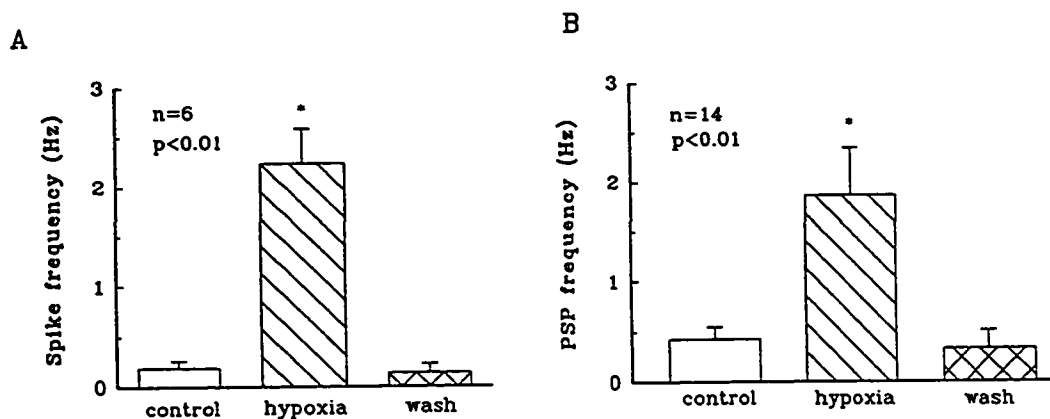 A
Spike frequency (Hz)
3
2
1
0
n=6
p<0.01
*
control hypoxia wash
B
PSP frequency (Hz)
3
2
1
0
n=14
p<0.01
*
control hypoxia wash